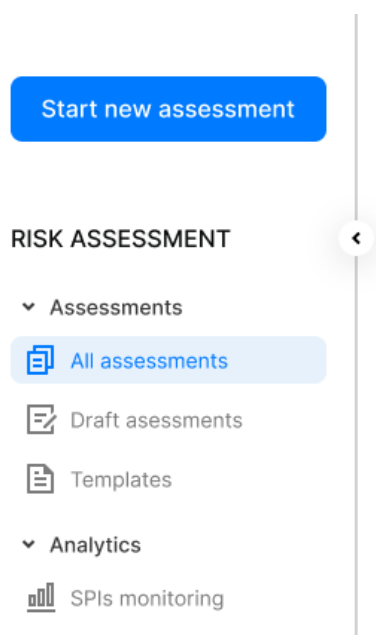 Start new assessment
RISK ASSESSMENT
Assessments
All assessments
Draft asessments
Templates
Analytics
SPIs monitoring